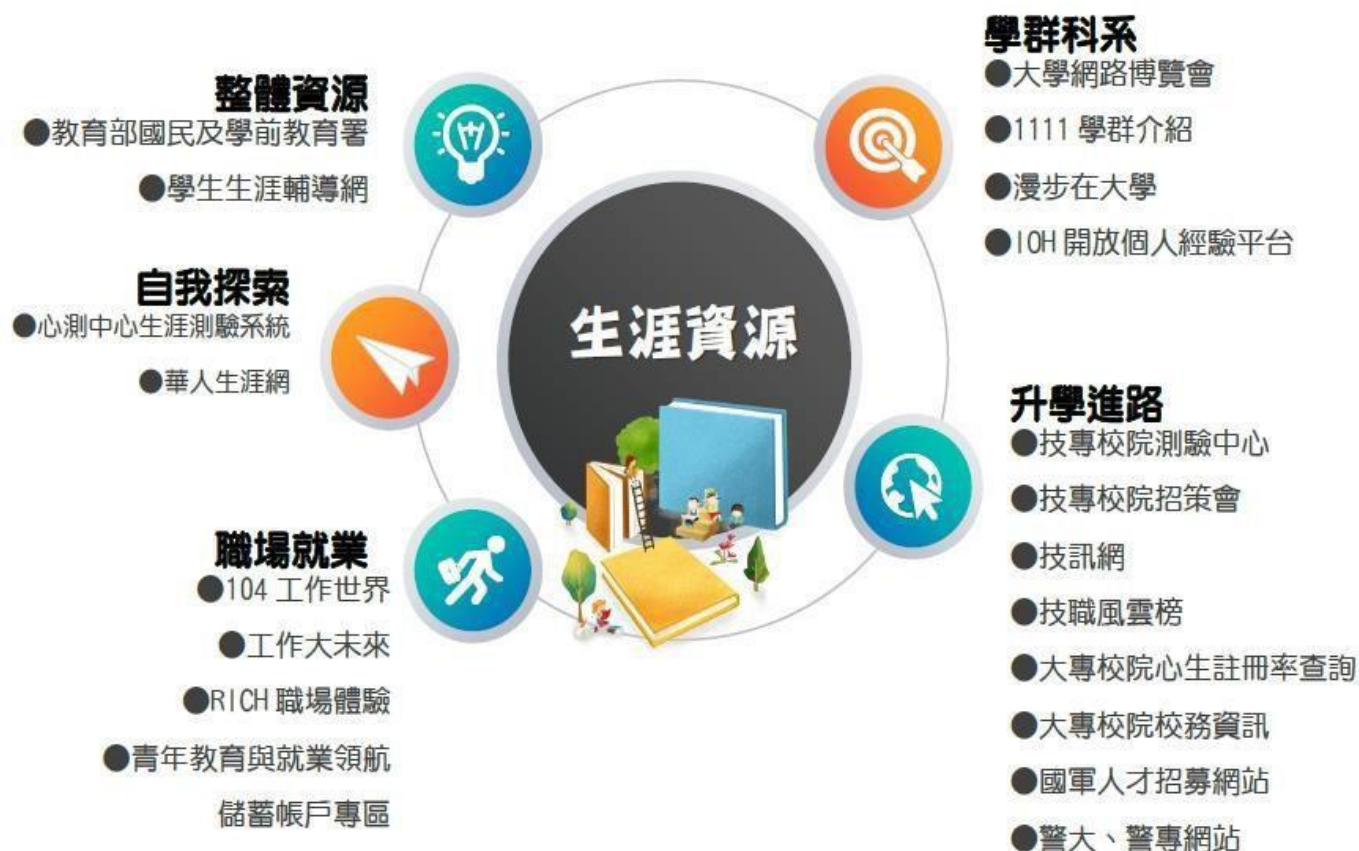 整體資源
●教育部國民及學前教育署
●學生生涯輔導網
自我探索
●心測中心生涯測驗系統
●華人生涯網
職場就業
●104 工作世界
●工作大未來
●RICH 職場體驗
●青年教育與就業領航
儲蓄帳戶專區
生涯資源
學群科系
●大學網路博覽會
●1111 學群介紹
●漫步在大學
●IOH 開放個人經驗平台
升學進路
●技專校院測驗中心
●技專校院招策會
●技訊網
●技職風雲榜
●大專校院心生註冊率查詢
●大專校院校務資訊
●國軍人才招募網站
●警大、警專網站